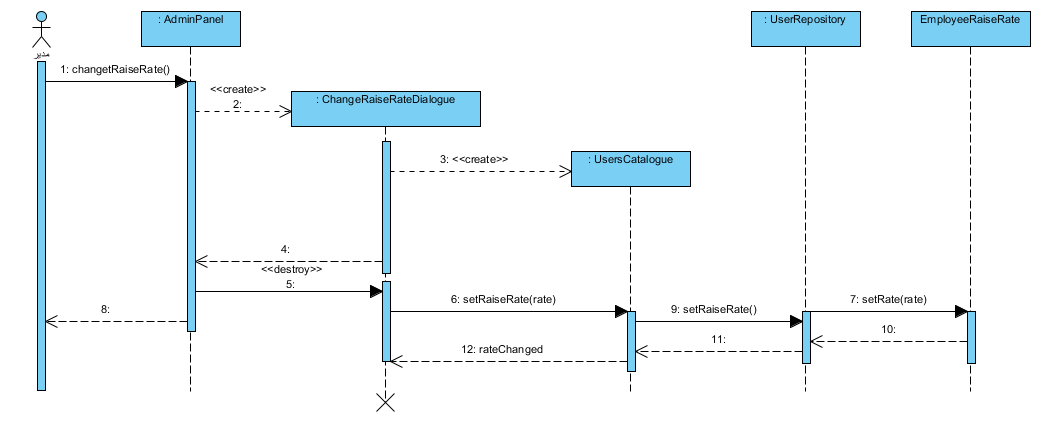 : AdminPanel
: UserRepository
EmployeeRaiseRate
مدیر
1: changetRaiseRate()
<<create>>
2:
: ChangeRaiseRateDialogue
3: <<create>>
: UsersCatalogue
4:
<<destroy>>
5:
6: setRaiseRate(rate)
9: setRaiseRate()
7: setRate(rate)
8:
10:
11:
12: rateChanged